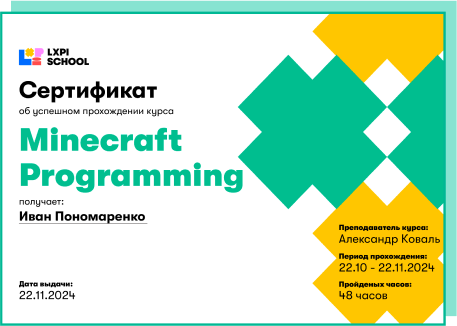 LXPI
SCHOOL
Сертификат
об успешном прохождении курса
Minecraft
Programming
получает:
Иван Пономаренко
Преподаватель курса:
Александр Коваль
Период прохождения:
22.10 - 22.11.2024
Пройденых часов:
48 часов
Дата выдачи:
22.11.2024